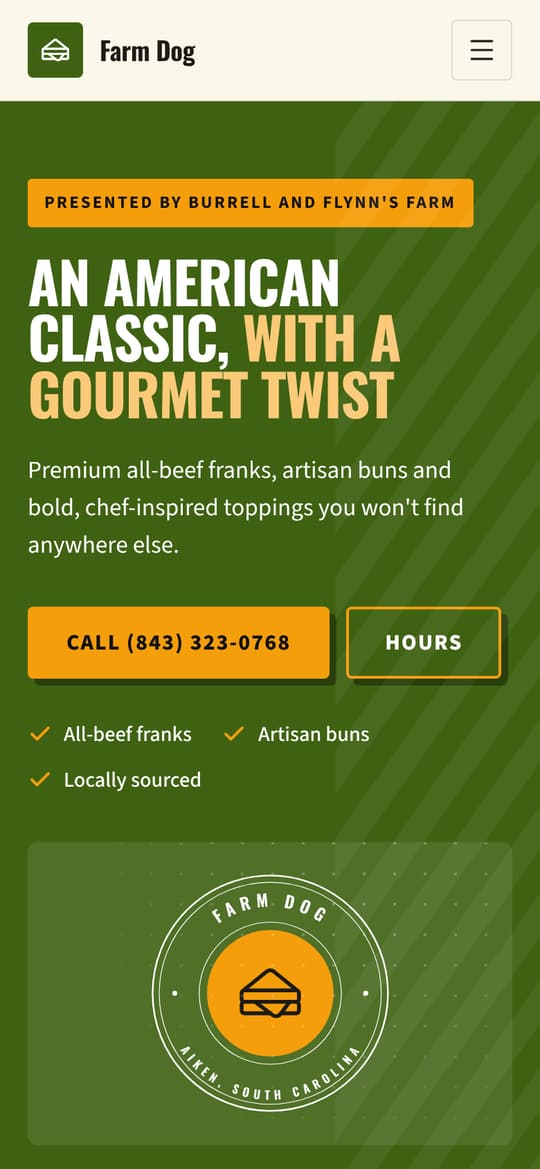 Farm Dog
PRESENTED BY BURRELL AND FLYNN'S FARM
AN AMERICAN
CLASSIC, WITH A
GOURMET TWIST
Premium all-beef franks, artisan buns and
bold, chef-inspired toppings you won't find
anywhere else.
CALL (843) 323-0768
HOURS
All-beef franks
Artisan buns
Locally sourced
FARM DOG
AIKEN, SOUTH CAROLINA